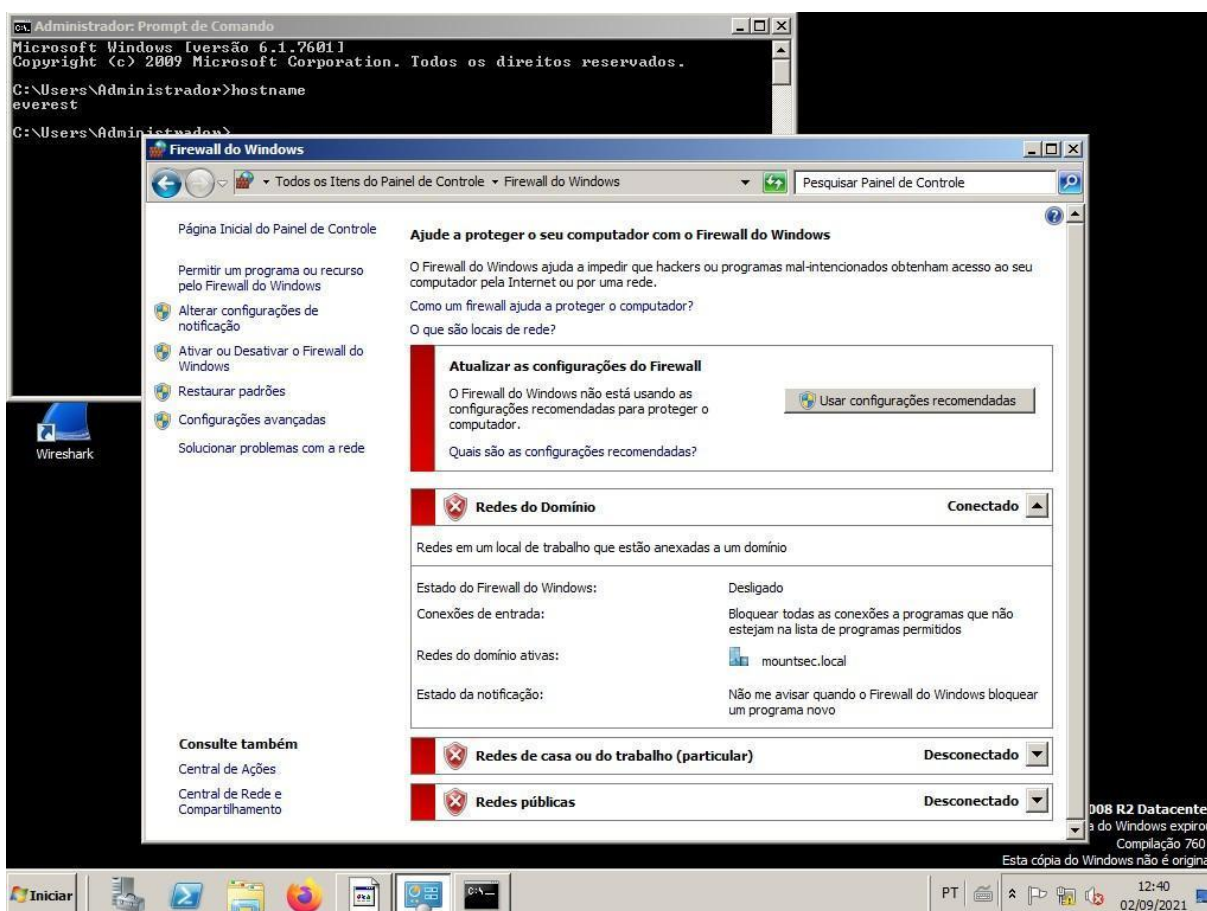 Administrador: Prompt de Comando
Microsoft Windows [versão 6.1.7601]
Copyright (c) 2009 Microsoft Corporation. Todos os direitos reservados.
C:\Users\Administrador>hostname
everest
C:\Users\Administrador>
Firewall do Windows
Todos os Itens do Painel de Controle
Firewall do Windows
Pesquisar Painel de Controle
Página Inicial do Painel de Controle
Permitir um programa ou recurso
pelo Firewall do Windows
Alterar configurações de
notificação
Ativar ou Desativar o Firewall do
Windows
Restaurar padrões
Configurações avançadas
Solucionar problemas com a rede
Ajude a proteger o seu computador com o Firewall do Windows
O Firewall do Windows ajuda a impedir que hackers ou programas mal-intencionados obtenham acesso ao seu
computador pela Internet ou por uma rede.
Como um firewall ajuda a proteger o computador?
O que são locais de rede?
Atualizar as configurações do Firewall
O Firewall do Windows não está usando as
configurações recomendadas para proteger o
computador.
Usar configurações recomendadas
Quais são as configurações recomendadas?
Redes do Domínio
Conectado
Redes em um local de trabalho que estão anexadas a um domínio
Estado do Firewall do Windows:
Desligado
Conexões de entrada:
Bloquear todas as conexões a programas que não
estejam na lista de programas permitidos
Redes do domínio ativas:
mountsec.local
Estado da notificação:
Não me avisar quando o Firewall do Windows bloquear
um programa novo
Redes de casa ou do trabalho (particular)
Desconectado
Redes públicas
Desconectado
Consulte também
Central de Ações
Central de Rede e
Compartilhamento
Wireshark
008 R2 Datacente
a do Windows expiro
Compilação 760
Esta cópia do Windows não é origina
Iniciar
PT
12:40
02/09/2021